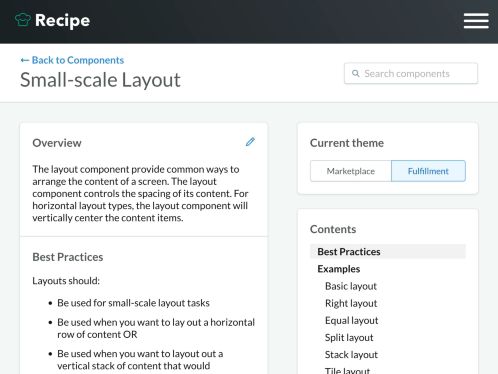 Recipe
← Back to Components
Small-scale Layout
Search components
Overview
The layout component provide common ways to
arrange the content of a screen. The layout
component controls the spacing of its content. For
horizontal layout types, the layout component will
vertically center the content items.
Best Practices
Layouts should:
• Be used for small-scale layout tasks
• Be used when you want to lay out a horizontal
row of content OR
• Be used when you want to layout out a
vertical stack of content that would
Current theme
Marketplace
Fulfillment
Contents
Best Practices
Examples
Basic layout
Right layout
Equal layout
Split layout
Stack layout
Tile layout